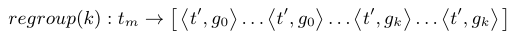 regroup(k) : t_m → [ ⟨t′, g_0⟩ … ⟨t′, g_0⟩ … ⟨t′, g_k⟩ … ⟨t′, g_k⟩ ]